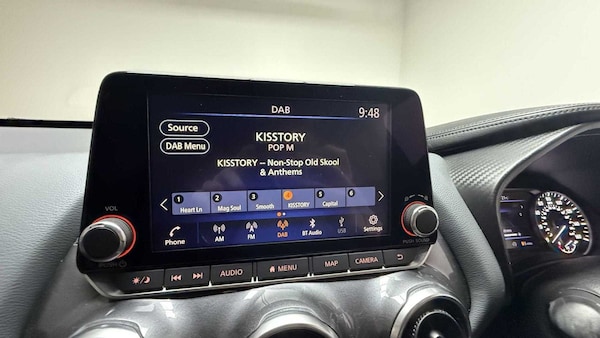 DAB
9:48
Source
DAB Menu
KISSTORY
POP M
KISSTORY – Non-Stop Old Skool
& Anthems
1 2 3 4 5 6
Heart Ln Mag Soul Smooth KISSTORY Capital
Phone AM FM DAB BT Audio USB Settings
VOL
AUDIO MENU MAP CAMERA